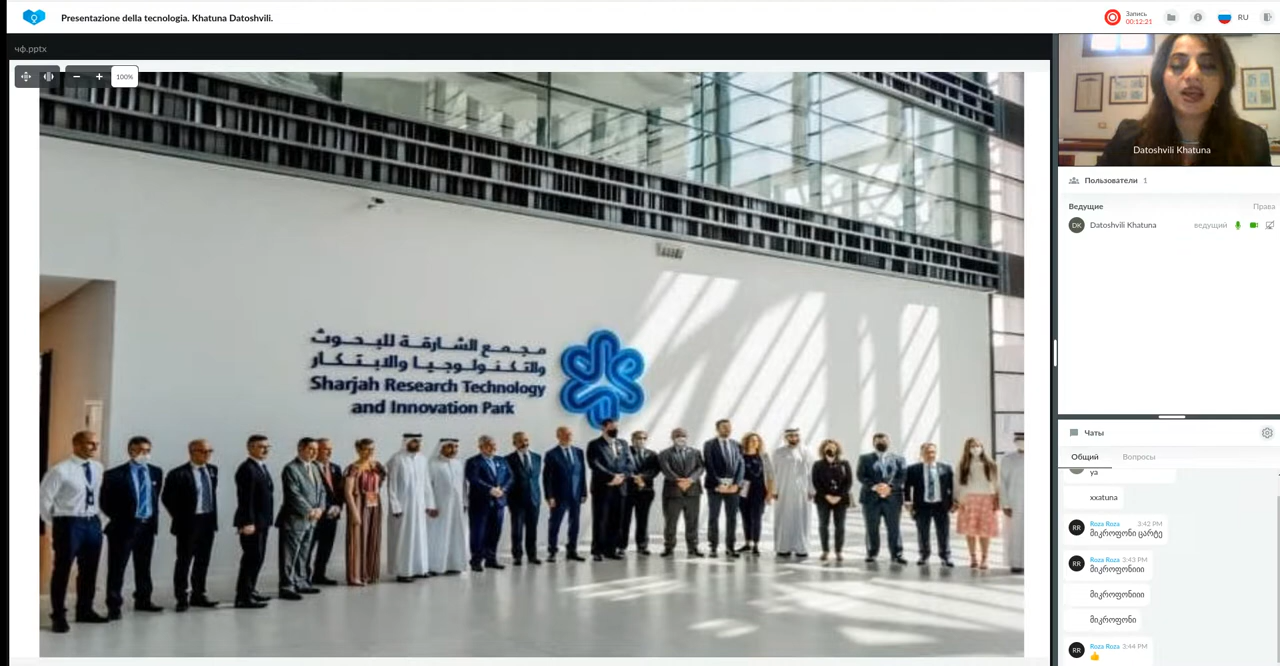 Presentazione della tecnologia. Khatuna Datoshvili.
Запись
00:12:21
RU
чф.pptx
100%
مجمع الشارقة للبحوث
والتكنولوجيا والابتكار
Sharjah Research Technology
and Innovation Park
Datoshvili Khatuna
Пользователи 1
Ведущие Права
DK Datoshvili Khatuna ведущий
Чаты
Общий Вопросы
ya
xxatuna
RR Roza Roza 3:42 PM
მიკროფონი ცარტე
RR Roza Roza 3:43 PM
მიკროფონიიი
მიკროფონიიი
მიკროფონი
RR Roza Roza 3:44 PM
👍